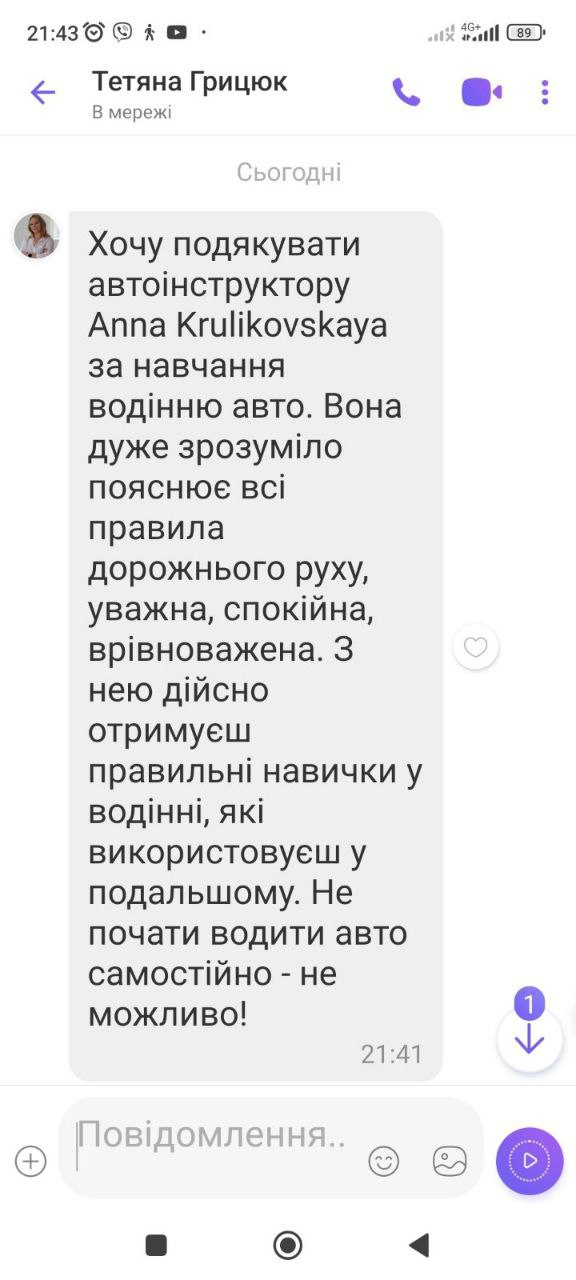 21:43
4G+
89
Тетяна Грицюк
В мережі
Сьогодні
Хочу подякувати
автоінструктору
Anna Krulikovskaya
за навчання
водінню авто. Вона
дуже зрозуміло
пояснює всі
правила
дорожнього руху,
уважна, спокійна,
врівноважена. З
нею дійсно
отримуєш
правильні навички у
водінні, які
використовуєш у
подальшому. Не
почати водити авто
самостійно - не
можливо!
21:41
1
Повідомлення..